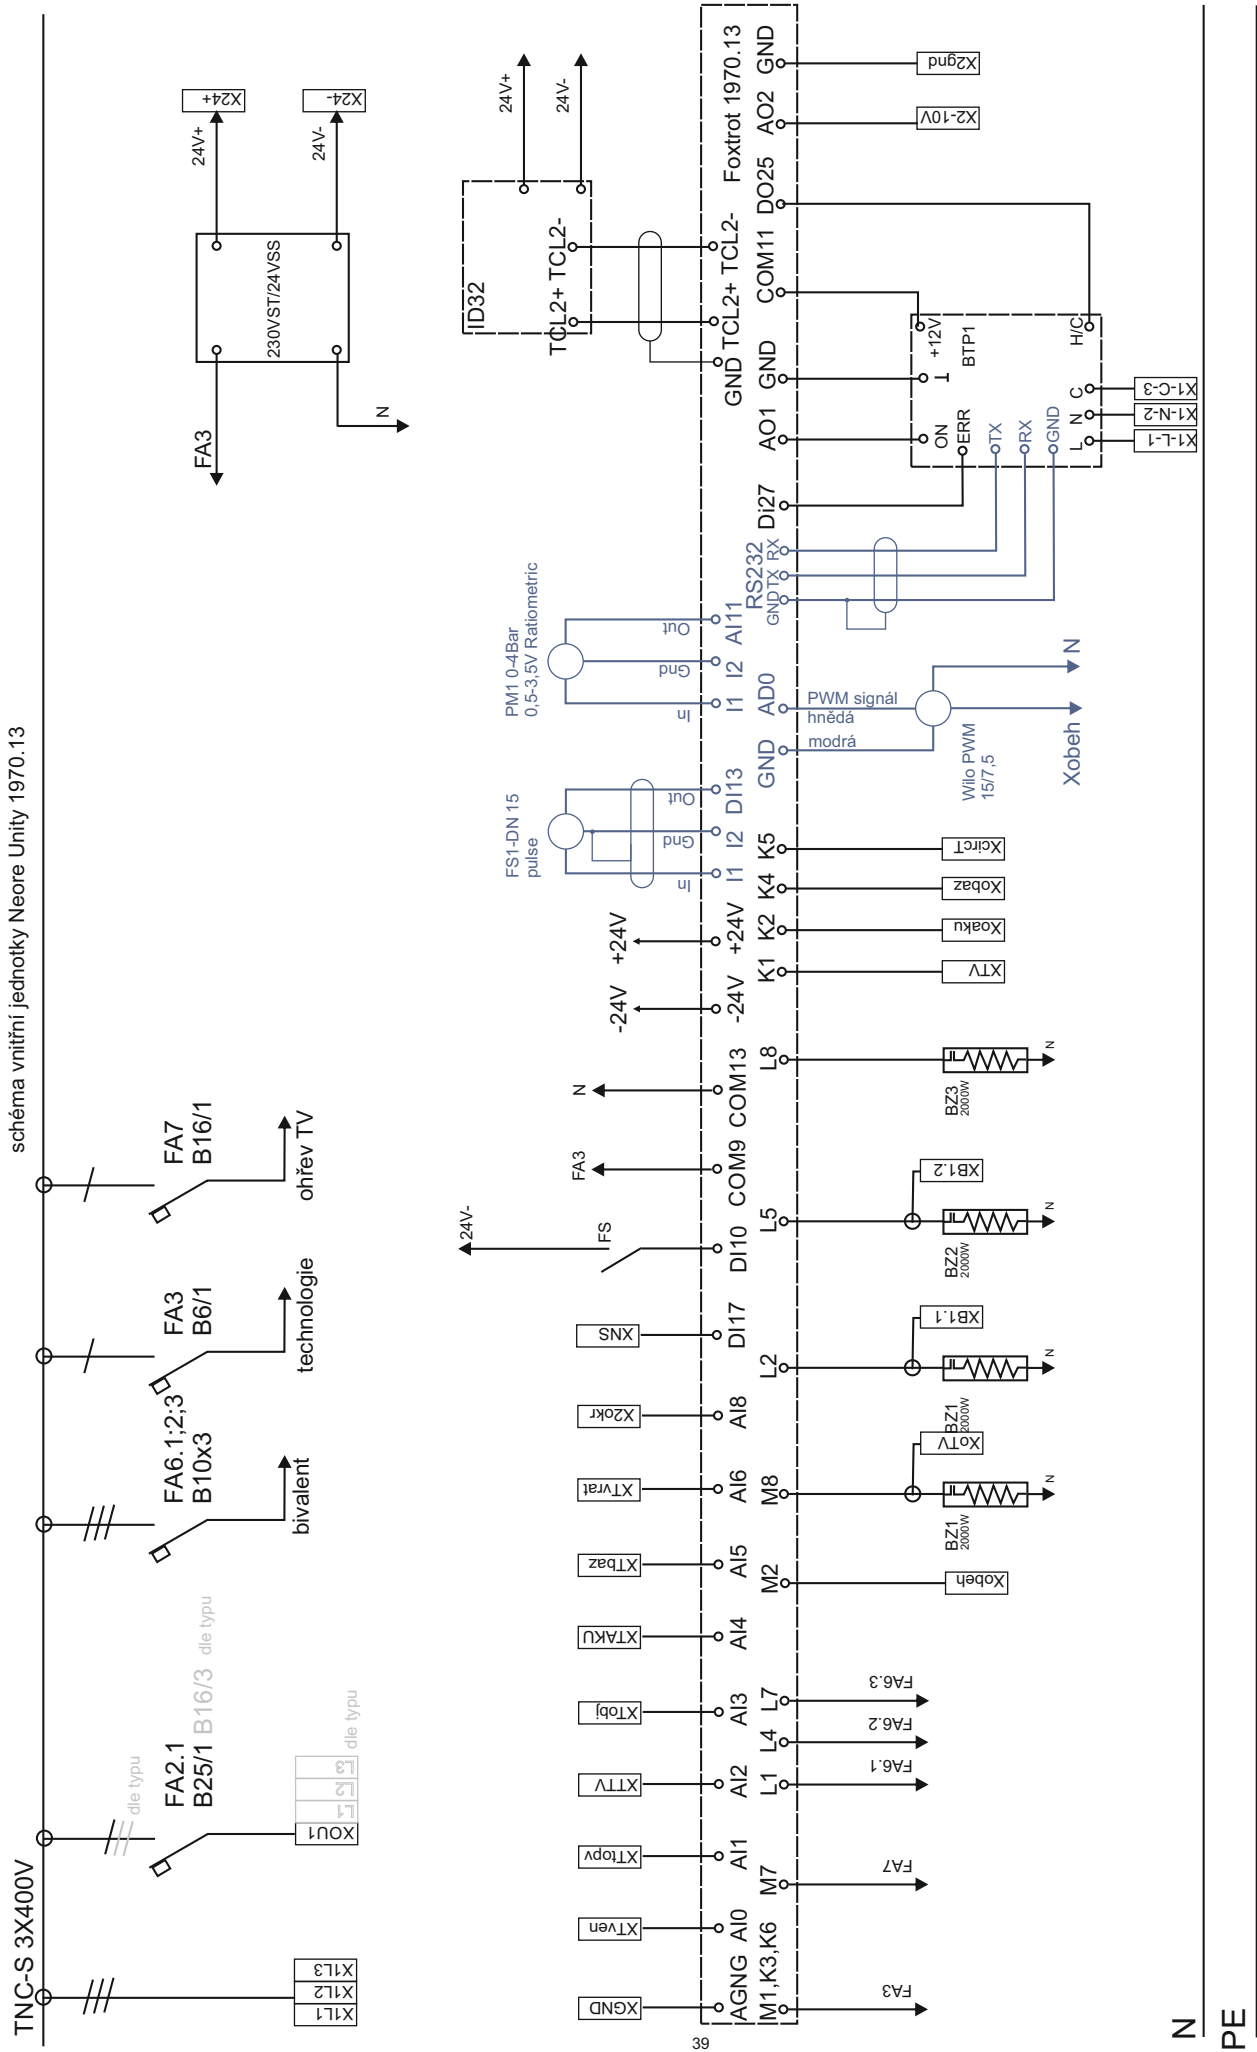 schéma vnitřní jednotky Neore Unity 1970.13
TNC-S 3X400V
X1L1
X1L2
X1L3
dle typu
FA2.1
B25/1 B16/3 dle typu
XOU1
L1
L2
L3
dle typu
FA6.1;2;3
B10x3
bivalent
FA3
B6/1
technologie
FA7
B16/1
ohřev TV
FA3
N
230VST/24VSS
24V+
24V-
X24+
X24-
XGND
XTven
XTtopv
XTTV
XTobj
XTAKU
XTbaz
XTvrat
X2okr
XNS
24V-
FS
FA3
N
-24V
+24V
FS1-DN 15
pulse
In
Gnd
Out
PM1 0-4Bar
0,5-3,5V Ratiometric
In
Gnd
Out
ID32
TCL2+ TCL2-
24V+
24V-
AGNG
AI0
AI1
AI2
AI3
AI4
AI5
AI6
AI8
DI17
DI10
COM9
COM13
-24V
+24V
I1
I2
DI13
I1
I2
AI11
GND
TCL2+
TCL2-
Foxtrot 1970.13
M1,K3,K6
M7
L1
L4
L7
M2
M8
L2
L5
L8
K1
K2
K4
K5
GND
AD0
RS232
GND
TX
RX
Di27
AO1
GND
COM11
DO25
AO2
GND
FA3
FA7
FA6.1
FA6.2
FA6.3
Xobeh
XoTV
BZ1
2000W
N
XB1.1
BZ1
2000W
N
XB1.2
BZ2
2000W
N
BZ3
2000W
N
XTV
Xoaku
Xobaz
XcircT
modrá
PWM signál
hnědá
Wilo PWM
15/7,5
Xobeh
N
ON
ERR
TX
RX
GND
⊥
+12V
BTP1
L
N
C
H/C
X1-L-1
X1-N-2
X1-C-3
X2-10V
X2gnd
N
PE
39